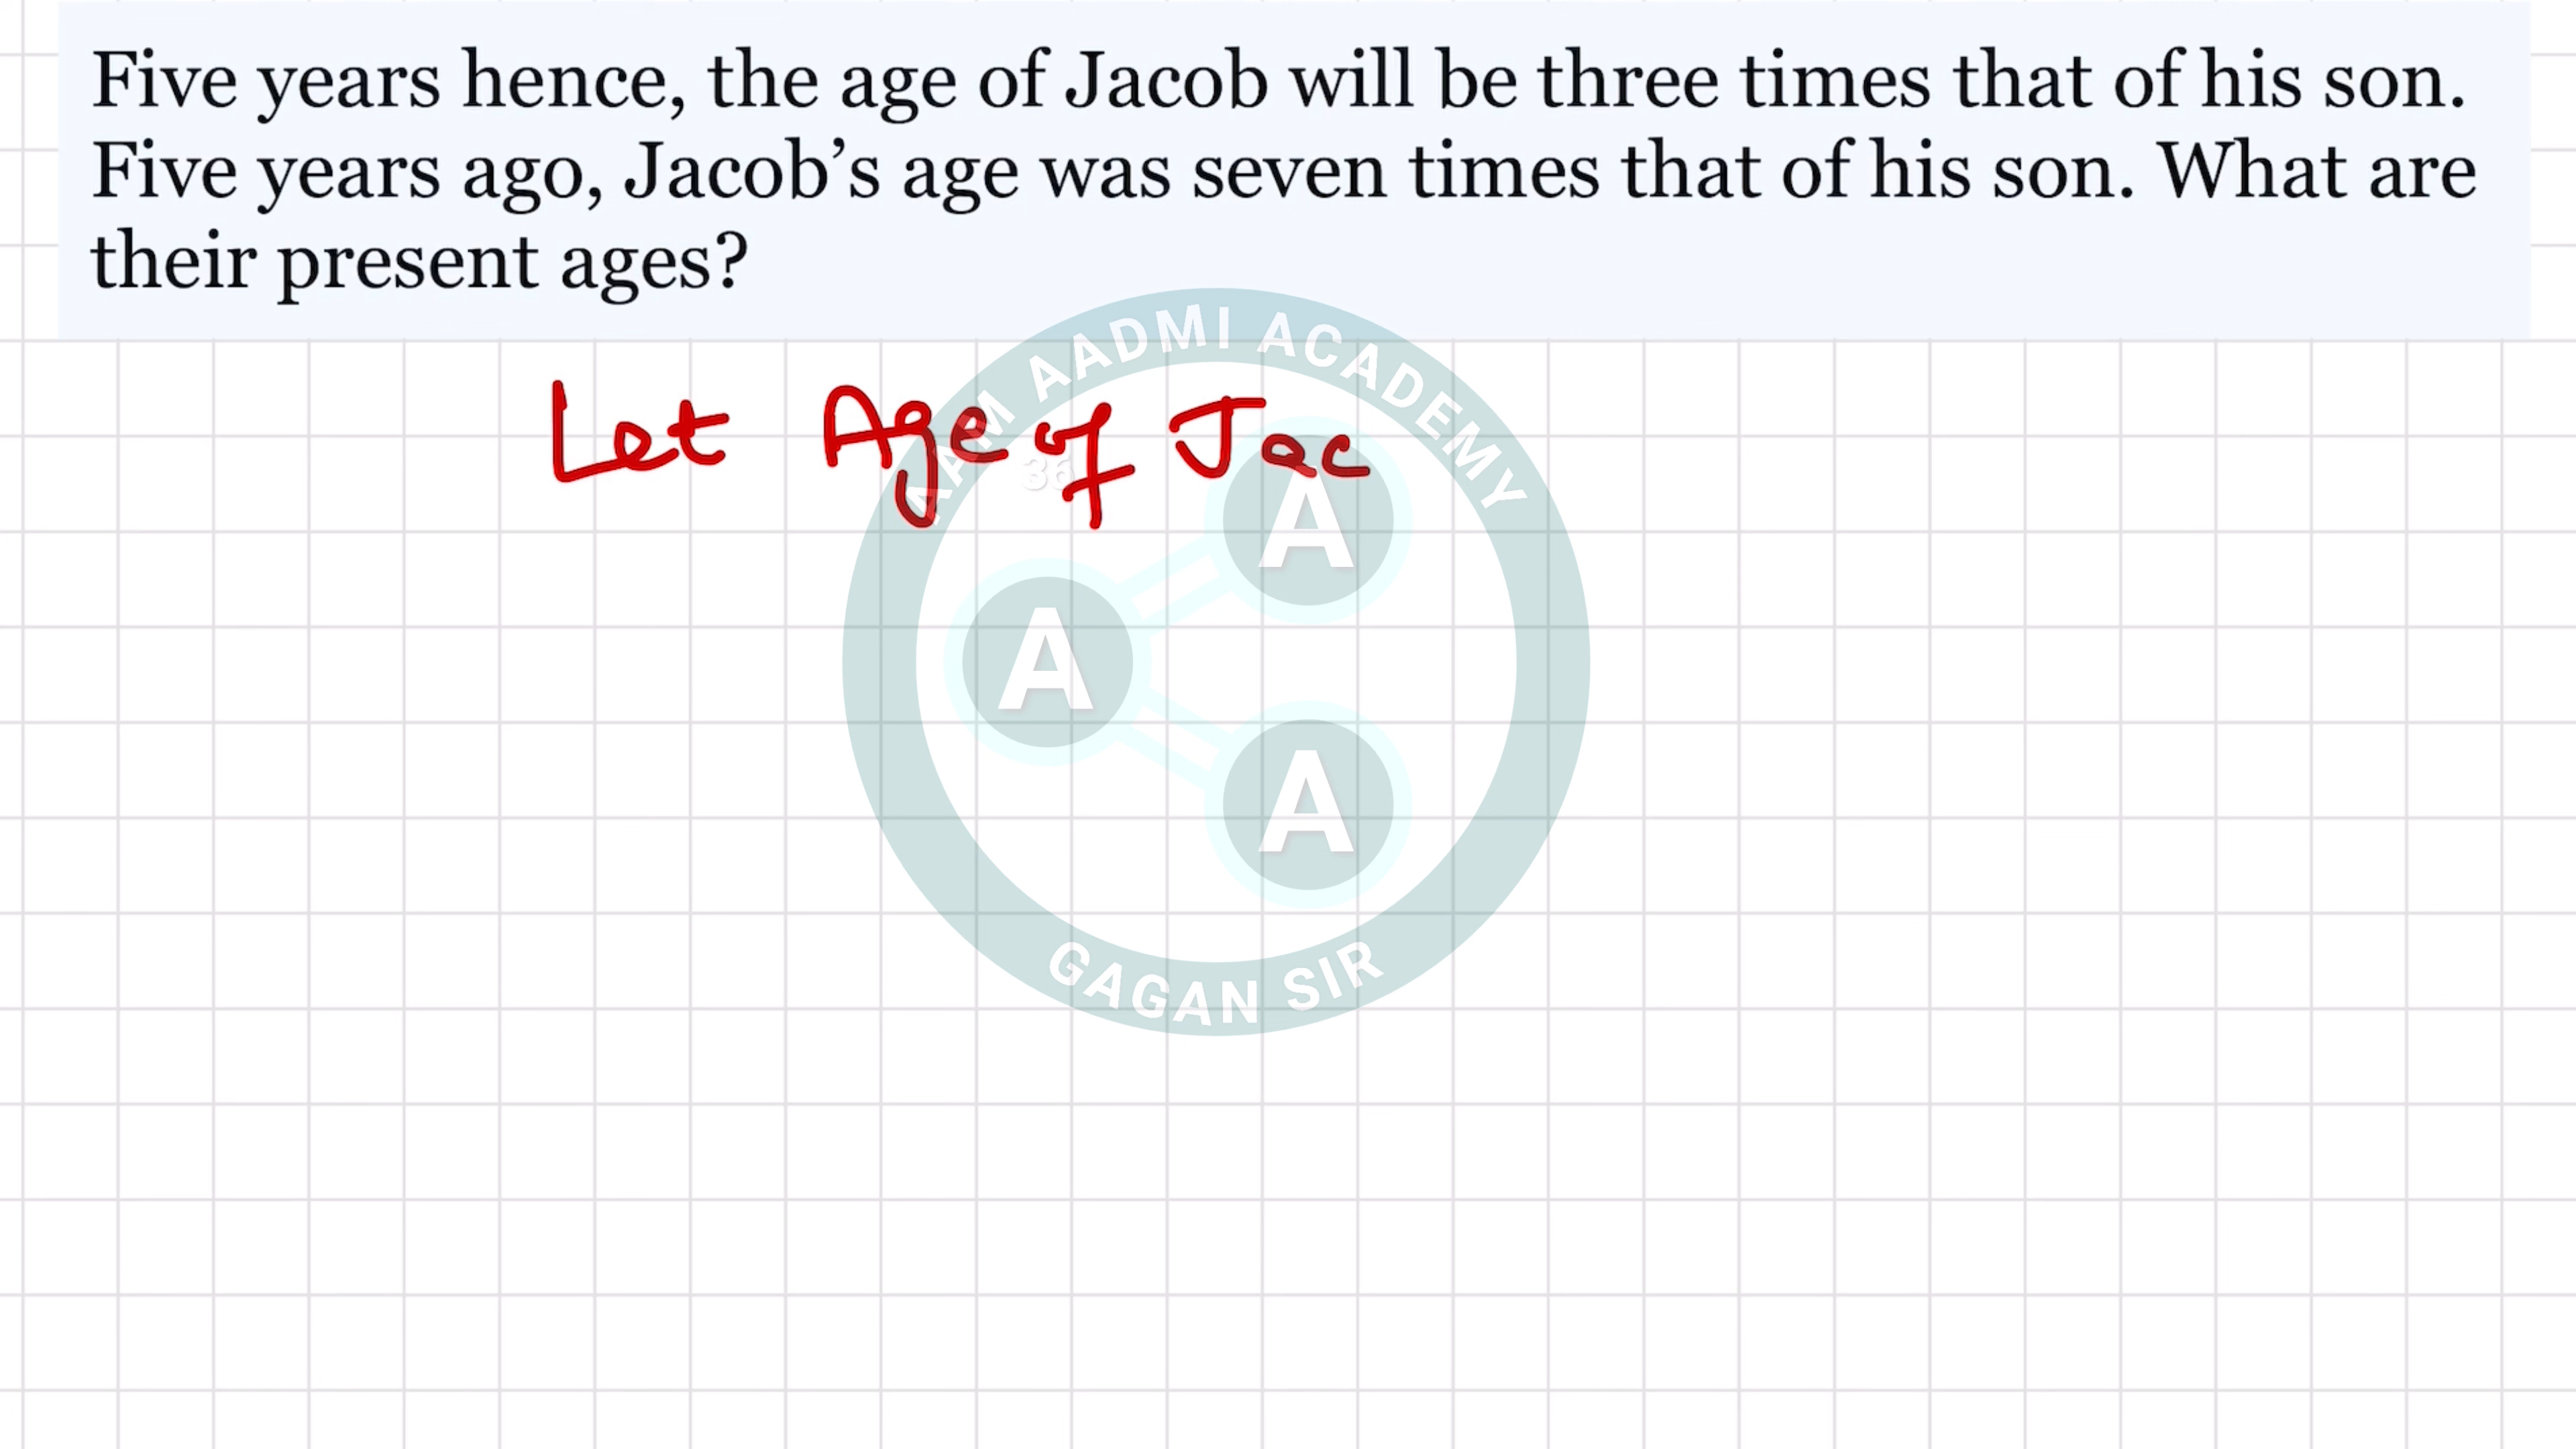 Five years hence, the age of Jacob will be three times that of his son.
Five years ago, Jacob’s age was seven times that of his son. What are
their present ages?
AAM AADMI ACADEMY
Let Age of Jac
36
A
A
A
GAGAN SIR